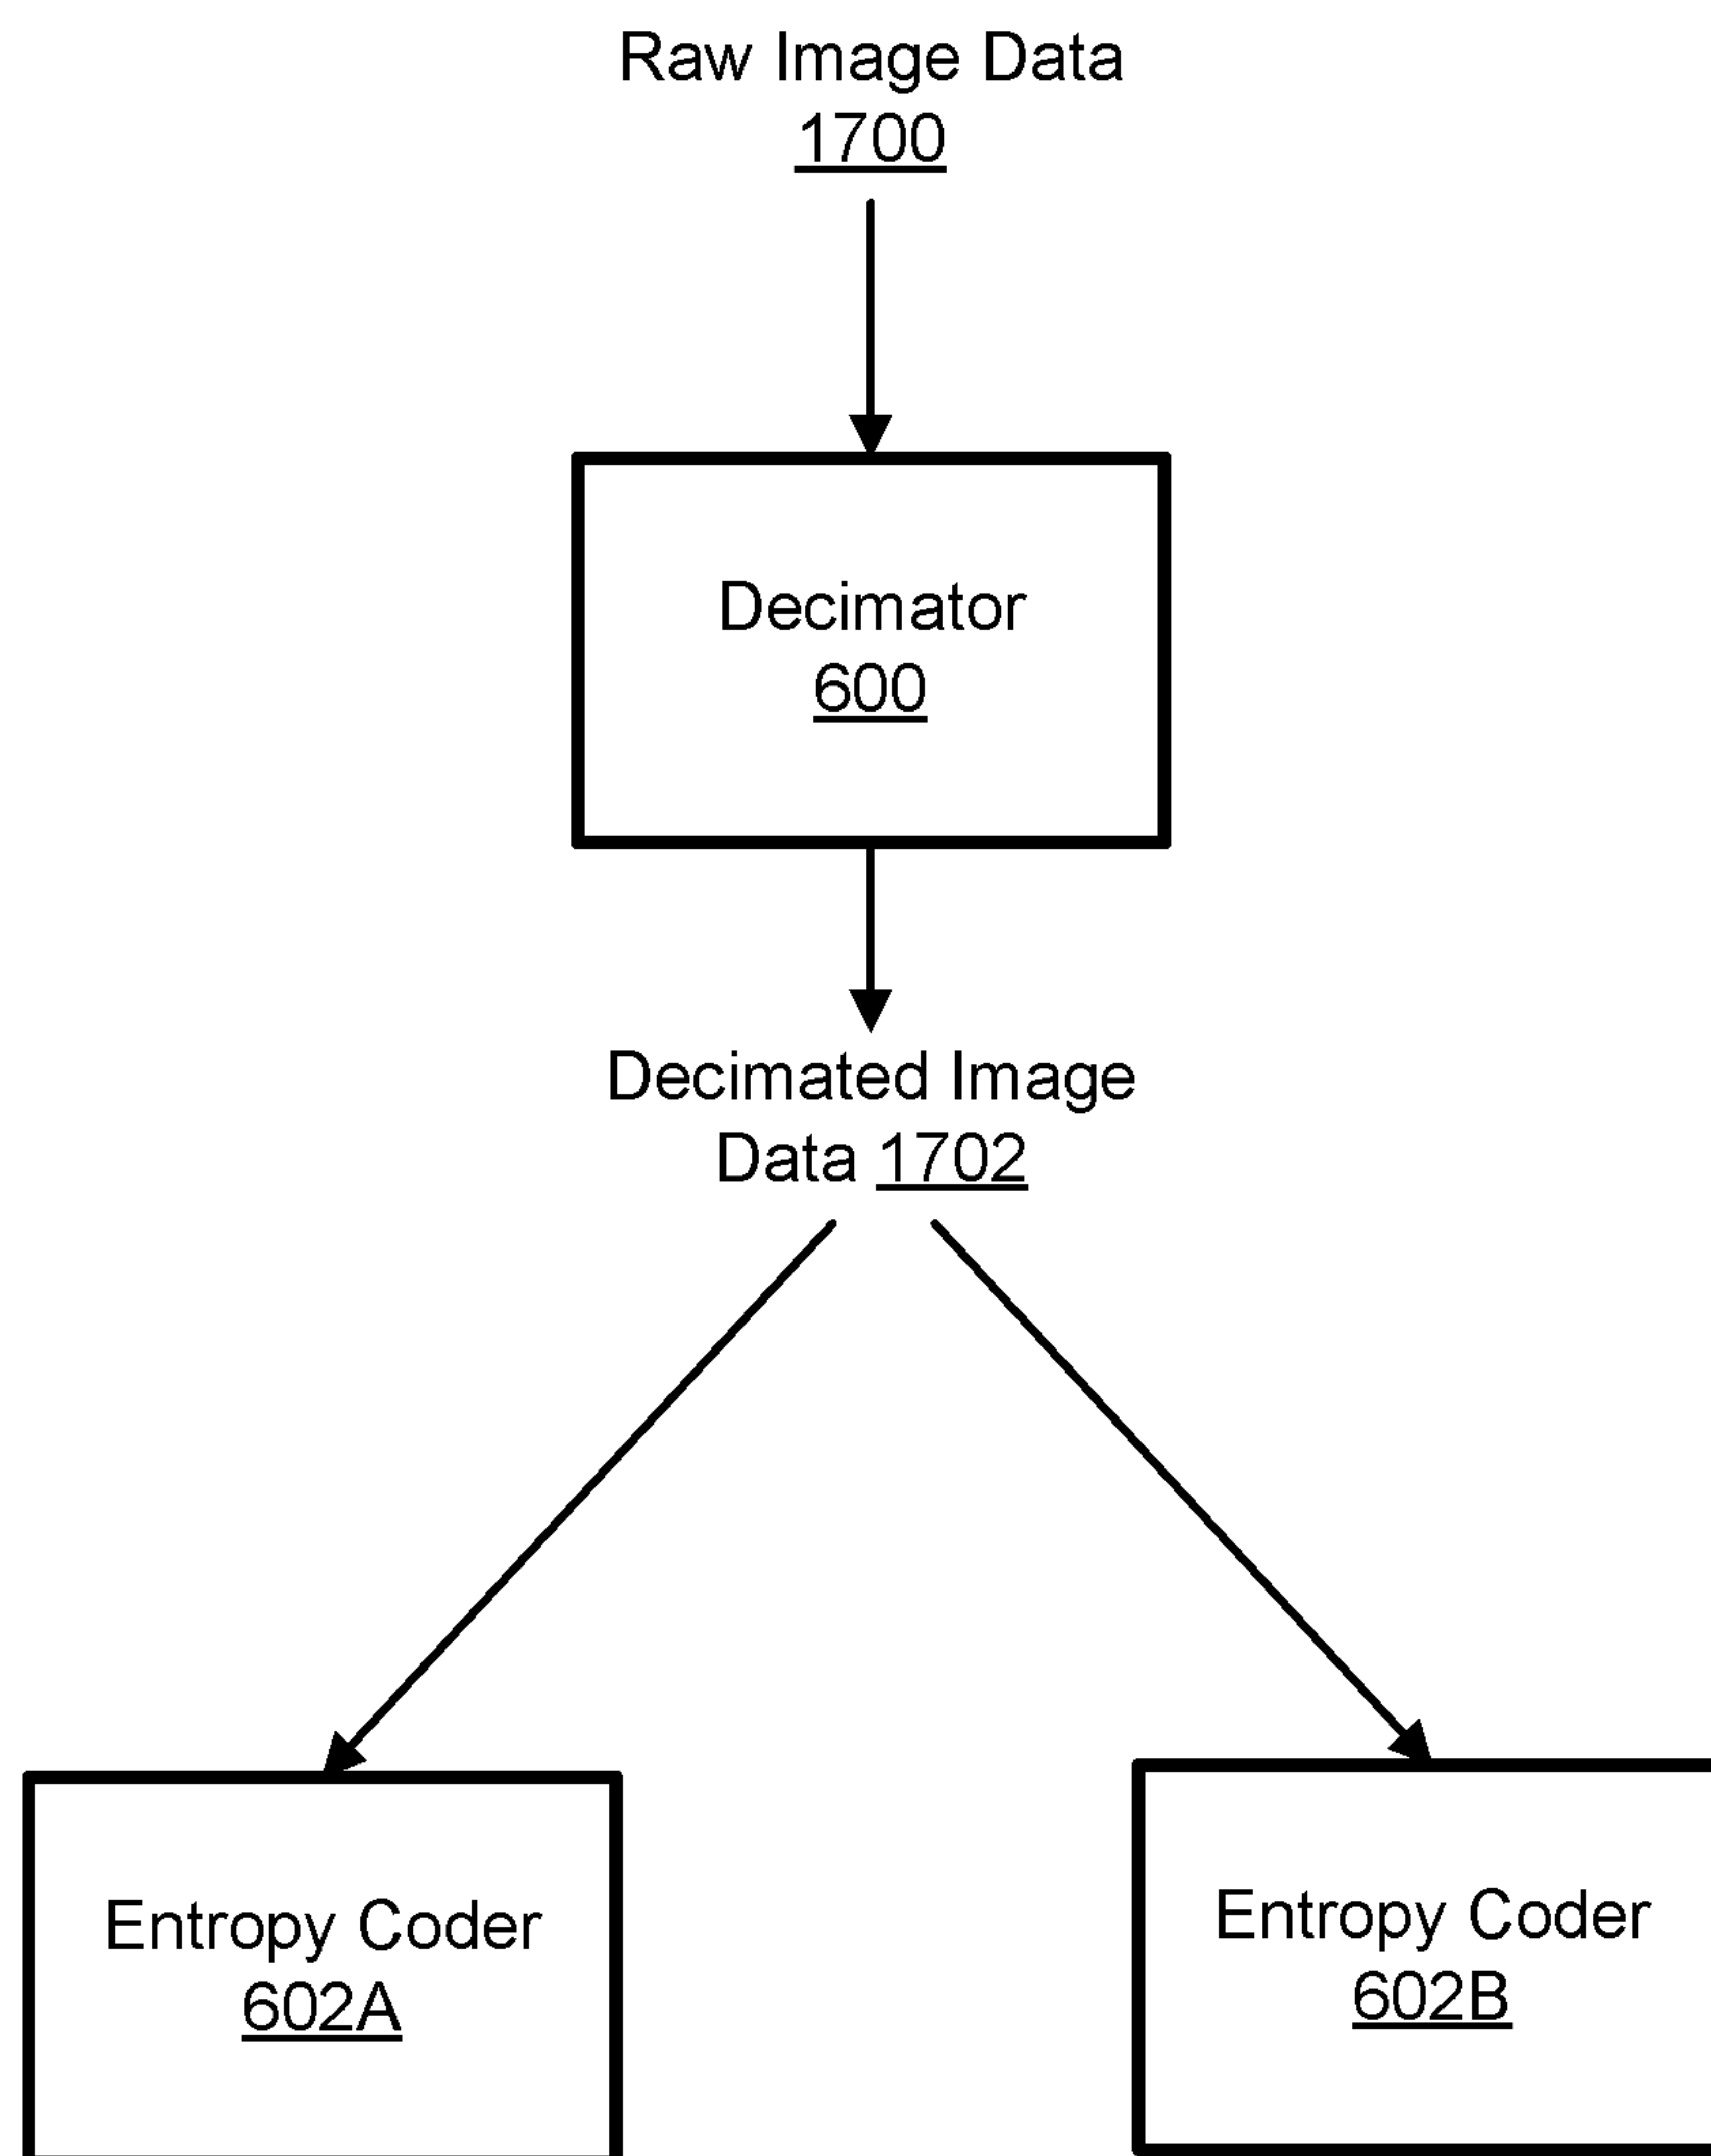 Raw Image Data
1700
Decimator
600
Decimated Image
Data 1702
Entropy Coder
602A
Entropy Coder
602B